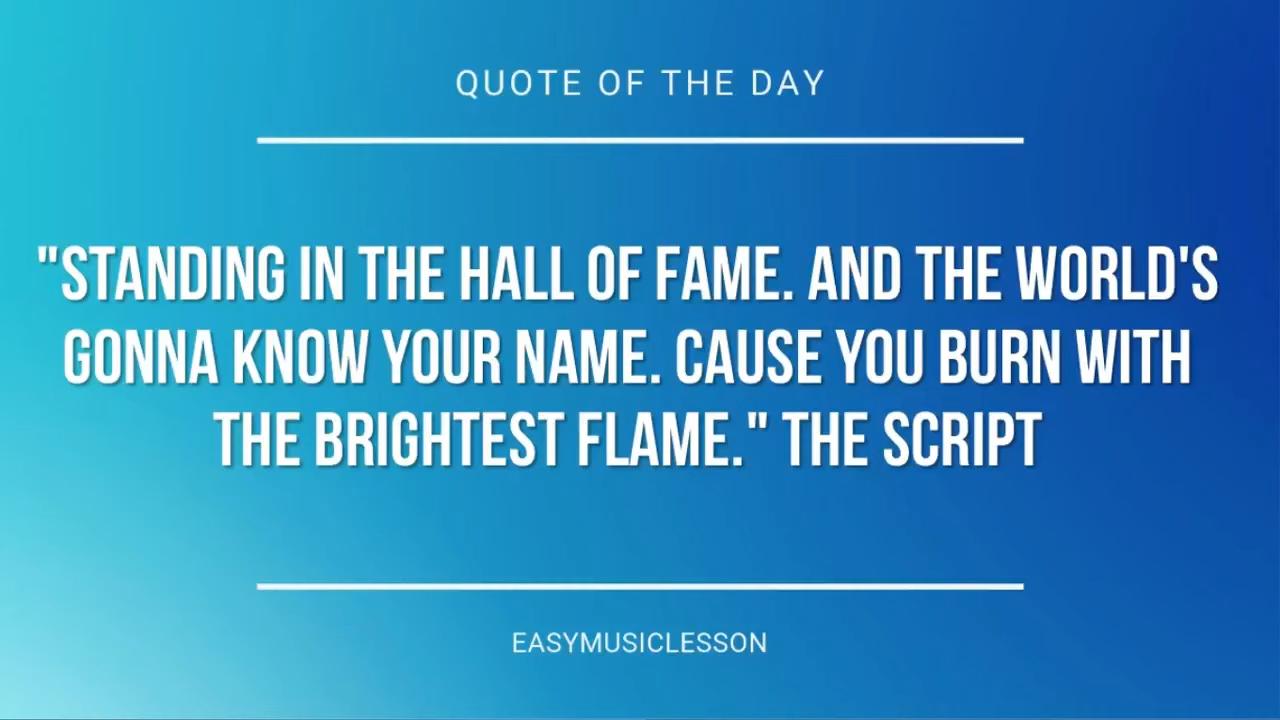 QUOTE OF THE DAY
"STANDING IN THE HALL OF FAME. AND THE WORLD'S
GONNA KNOW YOUR NAME. CAUSE YOU BURN WITH
THE BRIGHTEST FLAME." THE SCRIPT
EASYMUSICLESSON